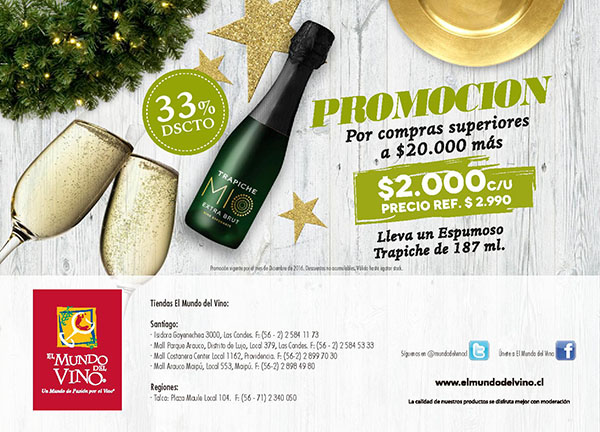 33% DSCTO
TRAPICHE
MIO
EXTRA BRUT
PROMOCION
Por compras superiores
a $20.000 más
$2.000 C/U
PRECIO REF. $ 2.990
Lleva un Espumoso
Trapiche de 187 ml.
Promoción vigente por el mes de Diciembre de 2016. Descuentos no acumulables. Válido hasta agotar stock.
EL MUNDO DEL VINO®
Un Mundo de Pasión por el Vino®
Tiendas El Mundo del Vino:
Santiago:
- Isidora Goyenechea 3000, Las Condes. F: (56 - 2) 2 584 11 73
- Mall Parque Arauco, Distrito de Lujo, Local 379, Las Condes. F: (56 - 2) 2 584 53 33
- Mall Costanera Center Local 1162, Providencia. F: (56-2) 2 899 70 30
- Mall Arauco Maipú, Local 553, Maipú. F: (56-2) 2 898 49 80
Regiones:
- Talca: Plaza Maule Local 104. F: (56 - 71) 2 340 050
Síguenos en @mundodelvinocl
Únete a El Mundo del Vino
f
www.elmundodelvino.cl
La calidad de nuestros productos se disfruta mejor con moderación